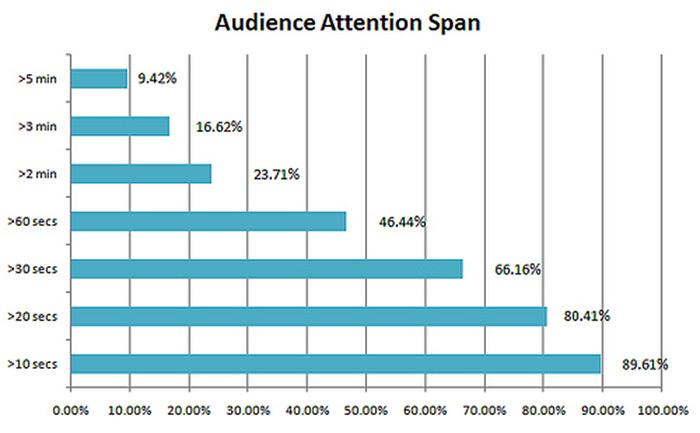 Audience Attention Span
>5 min 9.42%
>3 min 16.62%
>2 min 23.71%
>60 secs 46.44%
>30 secs 66.16%
>20 secs 80.41%
>10 secs 89.61%
0.00% 10.00% 20.00% 30.00% 40.00% 50.00% 60.00% 70.00% 80.00% 90.00% 100.00%